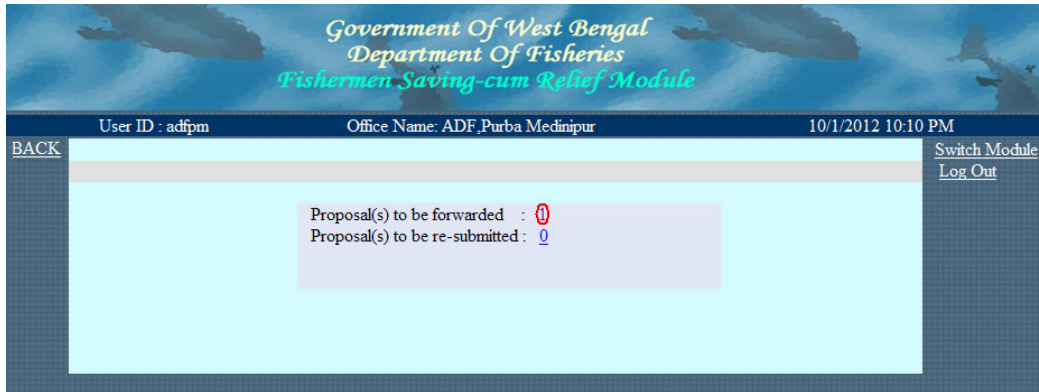 Government Of West Bengal
Department Of Fisheries
Fishermen Saving-cum Relief Module
User ID : adfpm Office Name: ADF,Purba Medinipur 10/1/2012 10:10 PM
BACK
Switch Module
Log Out
Proposal(s) to be forwarded : 1
Proposal(s) to be re-submitted : 0